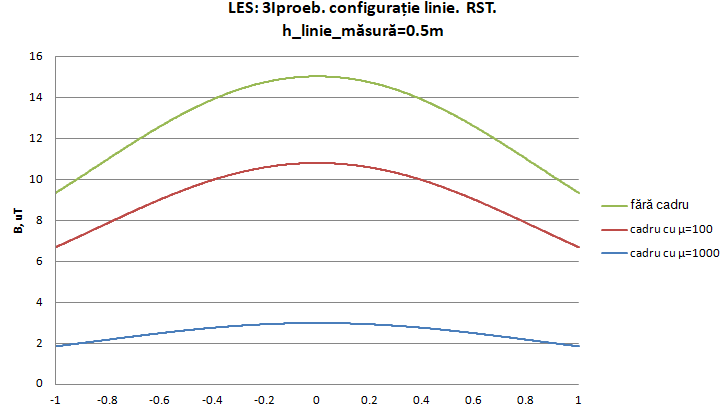 LES: 3Iproeb. configurație linie. RST.
h_linie_măsură=0.5m
16
14
12
10
8
6
4
2
0
B, uT
-1 -0.8 -0.6 -0.4 -0.2 0 0.2 0.4 0.6 0.8 1
fără cadru
cadru cu μ=100
cadru cu μ=1000